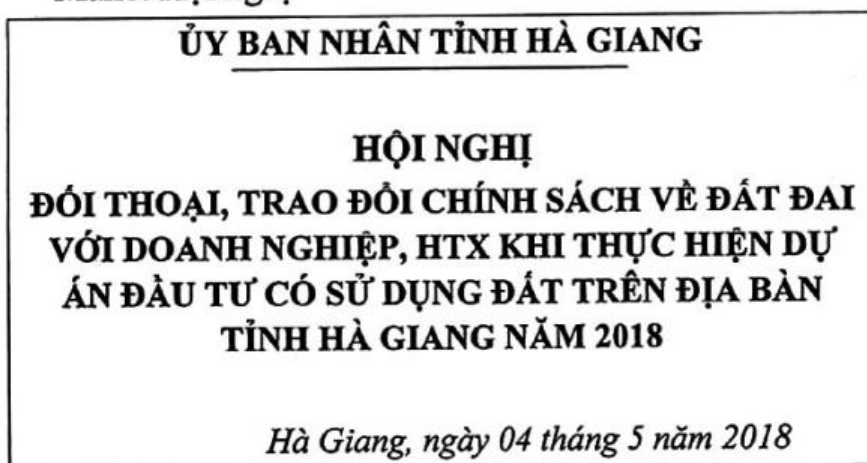 ỦY BAN NHÂN TỈNH HÀ GIANG
HỘI NGHỊ
ĐỐI THOẠI, TRAO ĐỔI CHÍNH SÁCH VỀ ĐẤT ĐAI
VỚI DOANH NGHIỆP, HTX KHI THỰC HIỆN DỰ
ÁN ĐẦU TƯ CÓ SỬ DỤNG ĐẤT TRÊN ĐỊA BÀN
TỈNH HÀ GIANG NĂM 2018
Hà Giang, ngày 04 tháng 5 năm 2018